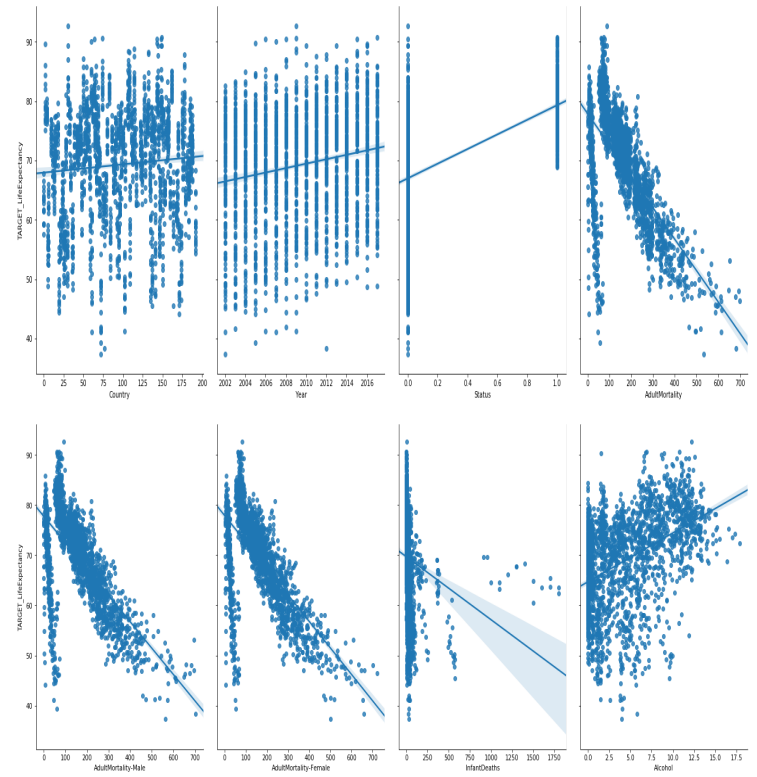 90
80
70
60
50
40
TARGET_LifeExpectancy
0 25 50 75 100 125 150 175 200
Country
2002 2004 2006 2008 2010 2012 2014 2016
Year
0.0 0.2 0.4 0.6 0.8 1.0
Status
0 100 200 300 400 500 600 700
AdultMortality
90
80
70
60
50
40
TARGET_LifeExpectancy
0 100 200 300 400 500 600 700
AdultMortality-Male
0 100 200 300 400 500 600 700
AdultMortality-Female
0 250 500 750 1000 1250 1500 1750
InfantDeaths
0.0 2.5 5.0 7.5 10.0 12.5 15.0 17.5
Alcohol